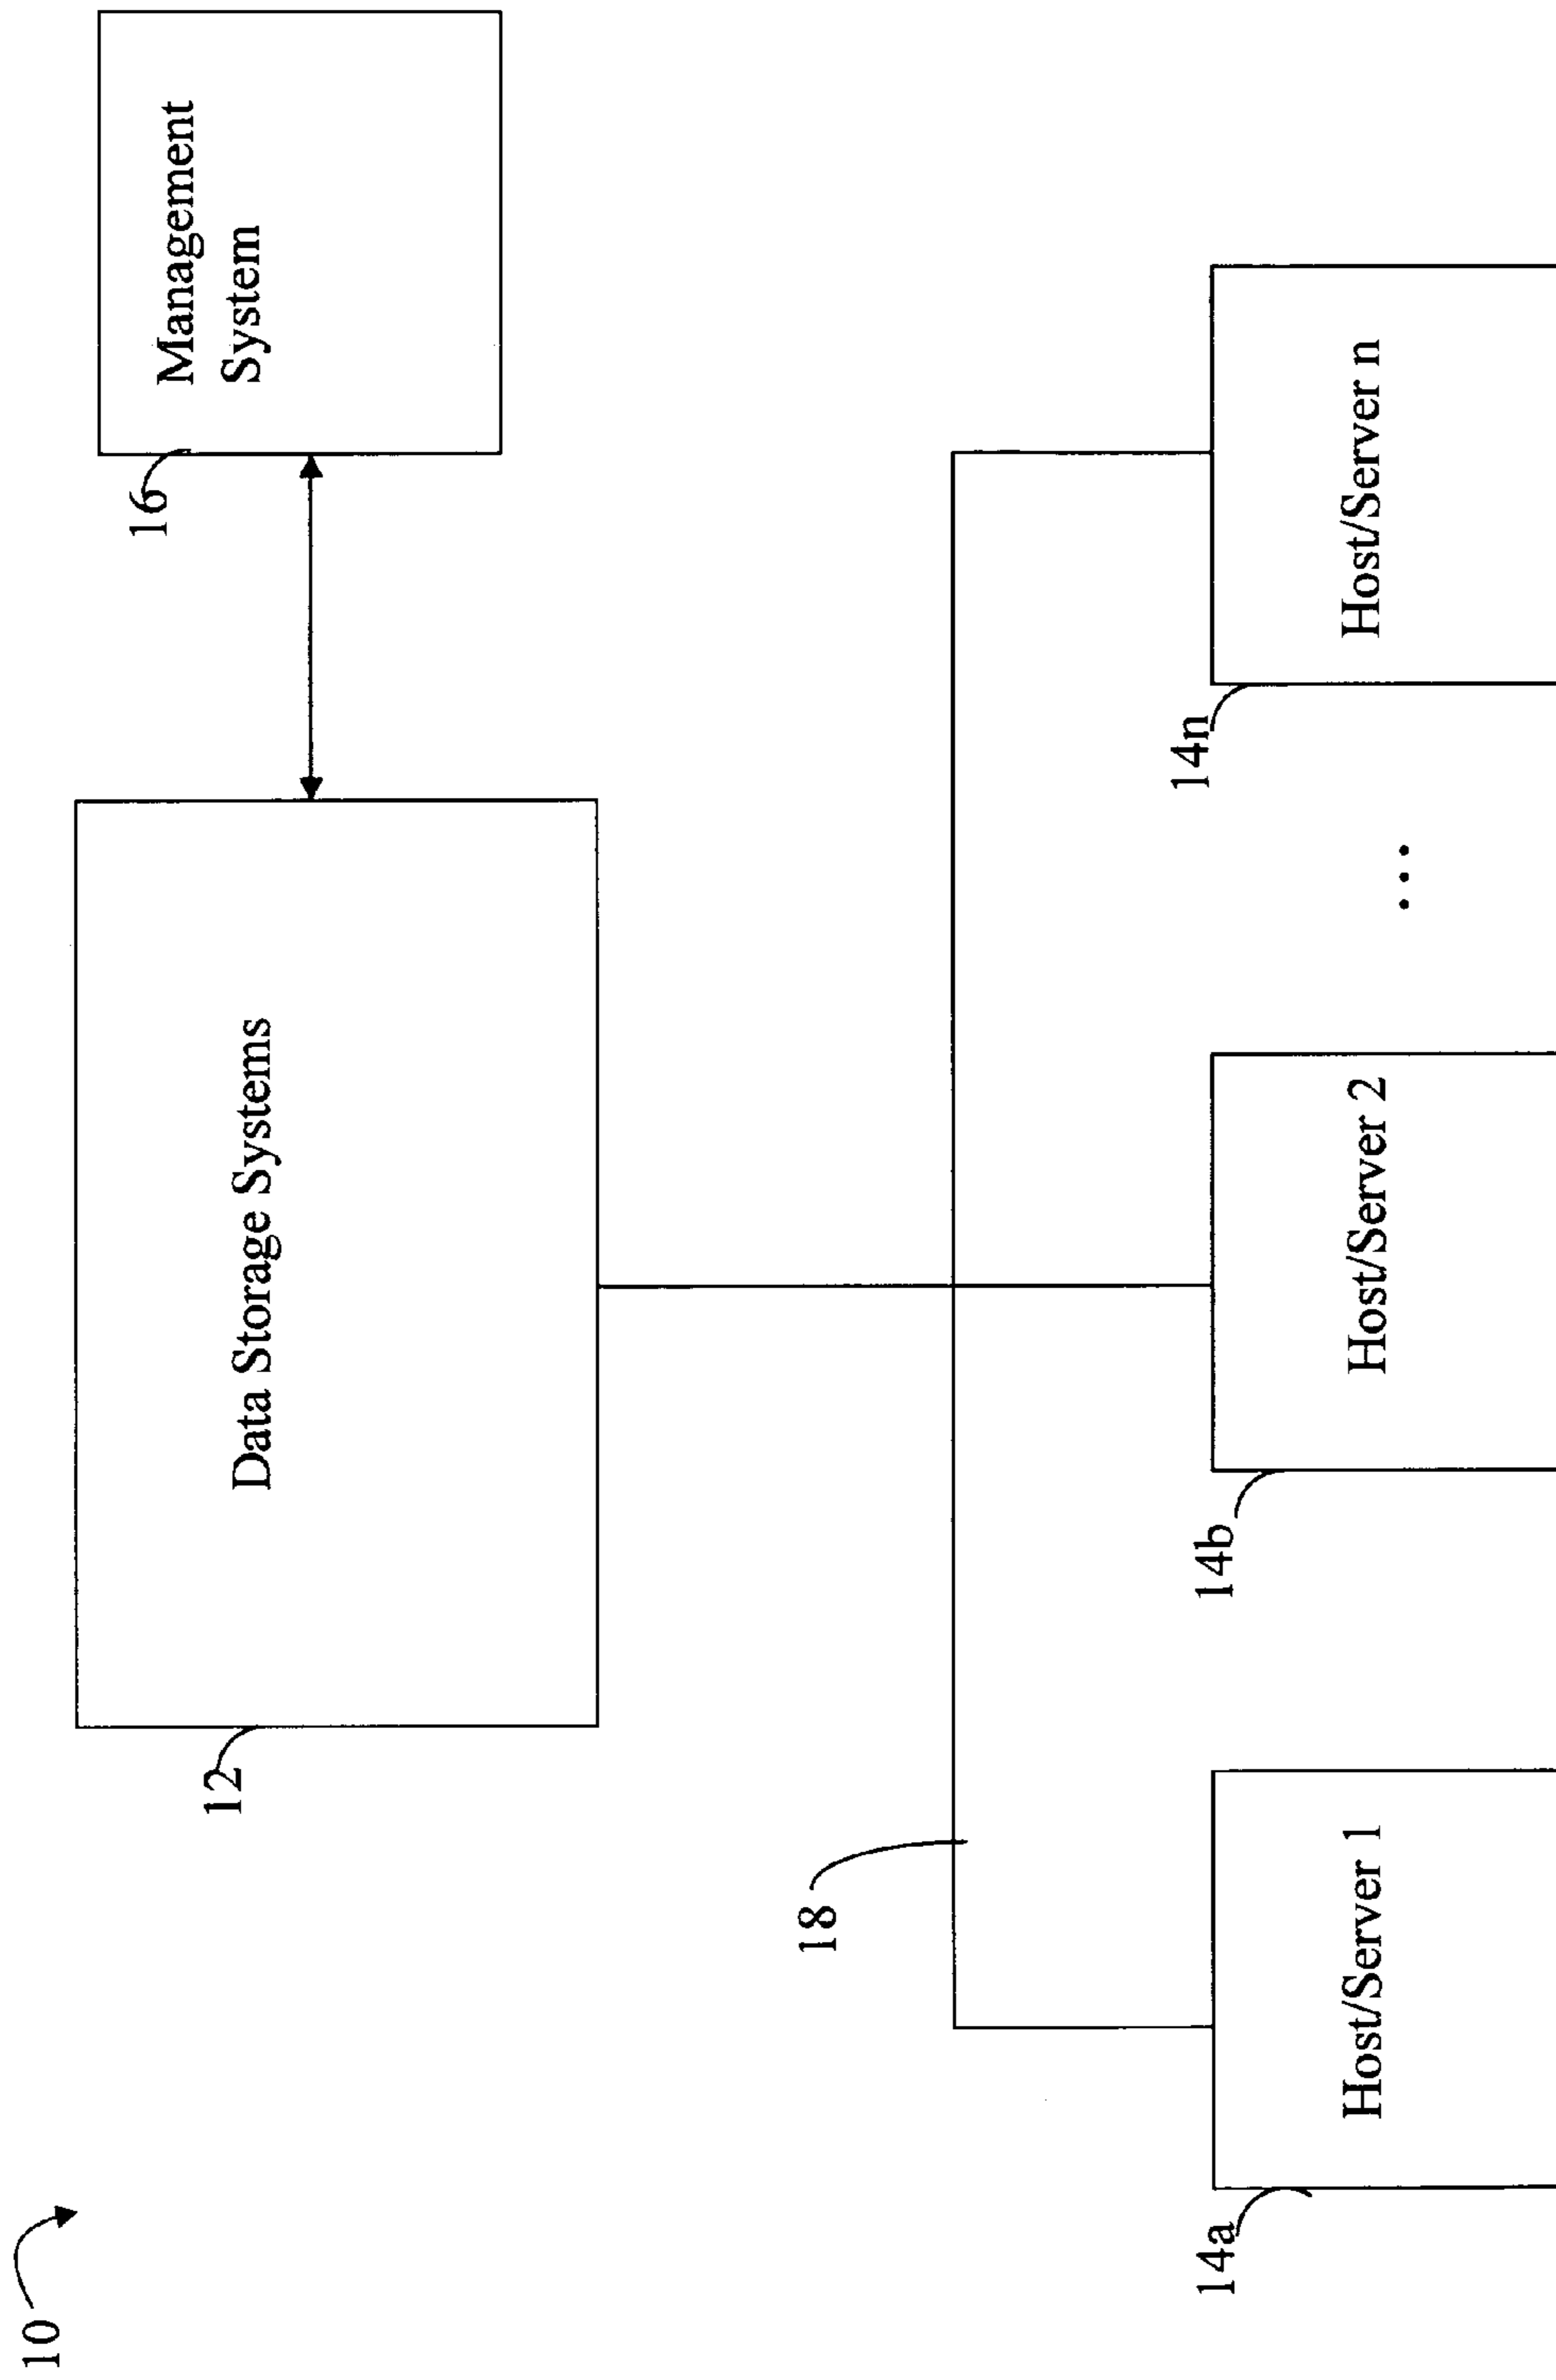 10
12
Data Storage Systems
16
Management
System
18
14a
Host/Server 1
14b
Host/Server 2
...
14n
Host/Server n